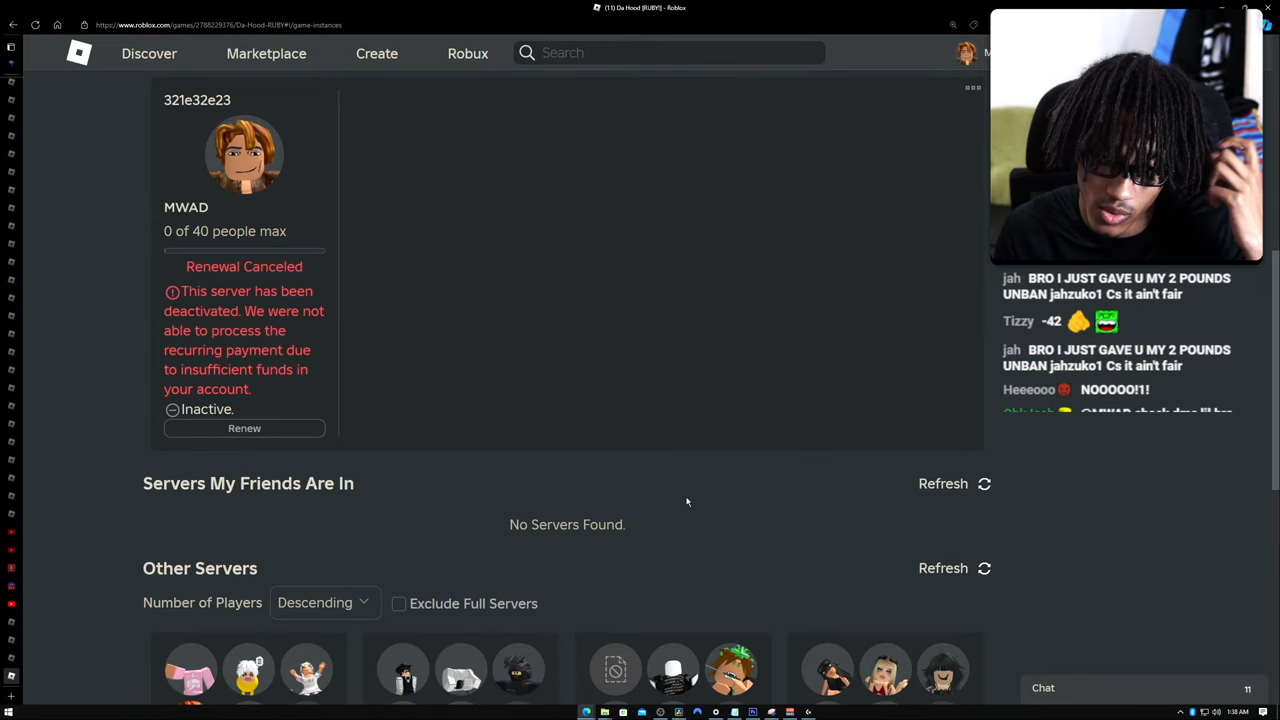 (11) Da Hood [RUBY!] - Roblox
https://www.roblox.com/games/2788229376/Da-Hood-RUBY#!/game-instances
Discover
Marketplace
Create
Robux
Search
321e32e23
MWAD
0 of 40 people max
Renewal Canceled
This server has been
deactivated. We were not
able to process the
recurring payment due
to insufficient funds in
your account.
Inactive.
Renew
jah BRO I JUST GAVE U MY 2 POUNDS
UNBAN jahzuko1 Cs it ain't fair
Tizzy -42
jah BRO I JUST GAVE U MY 2 POUNDS
UNBAN jahzuko1 Cs it ain't fair
Heeeooo NOOOOO!1!
Servers My Friends Are In
Refresh
No Servers Found.
Other Servers
Refresh
Number of Players
Descending
Exclude Full Servers
Chat
11
1:38 AM